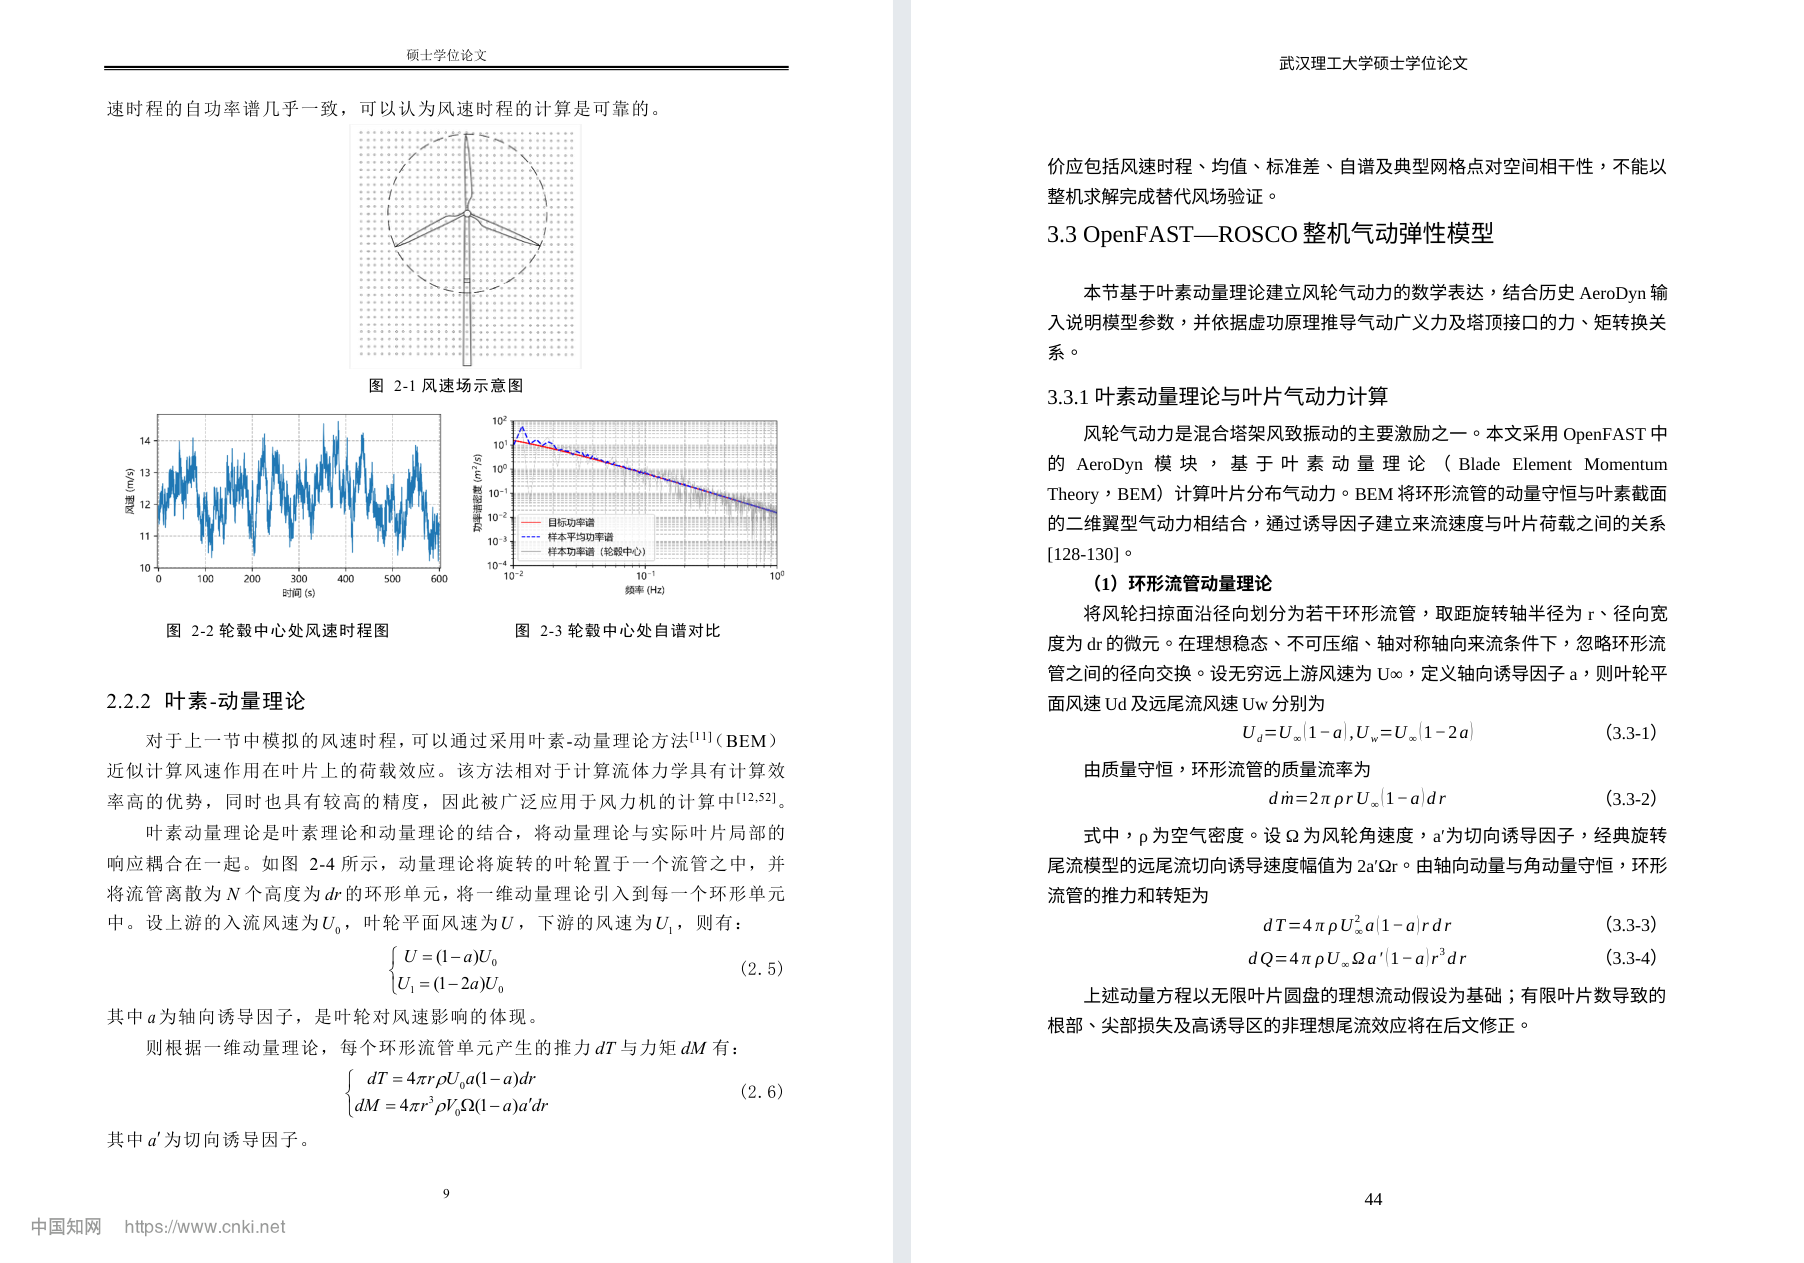 硕士学位论文
速时程的自功率谱几乎一致，可以认为风速时程的计算是可靠的。
图 2-1 风速场示意图
14
13
12
11
10
风速 (m/s)
0 100 200 300 400 500 600
时间 (s)
10² 10¹ 10⁰ 10⁻¹ 10⁻² 10⁻³ 10⁻⁴
功率谱密度 (m²/s)
目标功率谱
样本平均功率谱
样本功率谱（轮毂中心）
10⁻² 10⁻¹ 10⁰
频率 (Hz)
图 2-2 轮毂中心处风速时程图
图 2-3 轮毂中心处自谱对比
2.2.2 叶素-动量理论
对于上一节中模拟的风速时程，可以通过采用叶素-动量理论方法[11]（BEM）
近似计算风速作用在叶片上的荷载效应。该方法相对于计算流体力学具有计算效
率高的优势，同时也具有较高的精度，因此被广泛应用于风力机的计算中[12,52]。
叶素动量理论是叶素理论和动量理论的结合，将动量理论与实际叶片局部的
响应耦合在一起。如图 2-4 所示，动量理论将旋转的叶轮置于一个流管之中，并
将流管离散为 N 个高度为 dr 的环形单元，将一维动量理论引入到每一个环形单元
中。设上游的入流风速为U₀，叶轮平面风速为U，下游的风速为U₁，则有：
U = (1−a)U₀
U₁ = (1−2a)U₀
(2.5)
其中 a 为轴向诱导因子，是叶轮对风速影响的体现。
则根据一维动量理论，每个环形流管单元产生的推力 dT 与力矩 dM 有：
dT = 4πrρU₀a(1−a)dr
dM = 4πr³ρV₀Ω(1−a)a′dr
(2.6)
其中 a′ 为切向诱导因子。
9
中国知网 https://www.cnki.net
武汉理工大学硕士学位论文
价应包括风速时程、均值、标准差、自谱及典型网格点对空间相干性，不能以
整机求解完成替代风场验证。
3.3 OpenFAST—ROSCO 整机气动弹性模型
本节基于叶素动量理论建立风轮气动力的数学表达，结合历史 AeroDyn 输
入说明模型参数，并依据虚功原理推导气动广义力及塔顶接口的力、矩转换关
系。
3.3.1 叶素动量理论与叶片气动力计算
风轮气动力是混合塔架风致振动的主要激励之一。本文采用 OpenFAST 中
的 AeroDyn 模块，基于叶素动量理论（Blade Element Momentum
Theory，BEM）计算叶片分布气动力。BEM 将环形流管的动量守恒与叶素截面
的二维翼型气动力相结合，通过诱导因子建立来流速度与叶片荷载之间的关系
[128-130]。
（1）环形流管动量理论
将风轮扫掠面沿径向划分为若干环形流管，取距旋转轴半径为 r、径向宽
度为 dr 的微元。在理想稳态、不可压缩、轴对称轴向来流条件下，忽略环形流
管之间的径向交换。设无穷远上游风速为 U∞，定义轴向诱导因子 a，则叶轮平
面风速 Ud 及远尾流风速 Uw 分别为
U_d=U_∞(1−a),U_w=U_∞(1−2a) （3.3-1）
由质量守恒，环形流管的质量流率为
dṁ=2πρrU_∞(1−a)dr （3.3-2）
式中，ρ 为空气密度。设 Ω 为风轮角速度，a′为切向诱导因子，经典旋转
尾流模型的远尾流切向诱导速度幅值为 2a′Ωr。由轴向动量与角动量守恒，环形
流管的推力和转矩为
dT=4πρU_∞²a(1−a)rdr （3.3-3）
dQ=4πρU_∞Ωa′(1−a)r³dr （3.3-4）
上述动量方程以无限叶片圆盘的理想流动假设为基础；有限叶片数导致的
根部、尖部损失及高诱导区的非理想尾流效应将在后文修正。
44